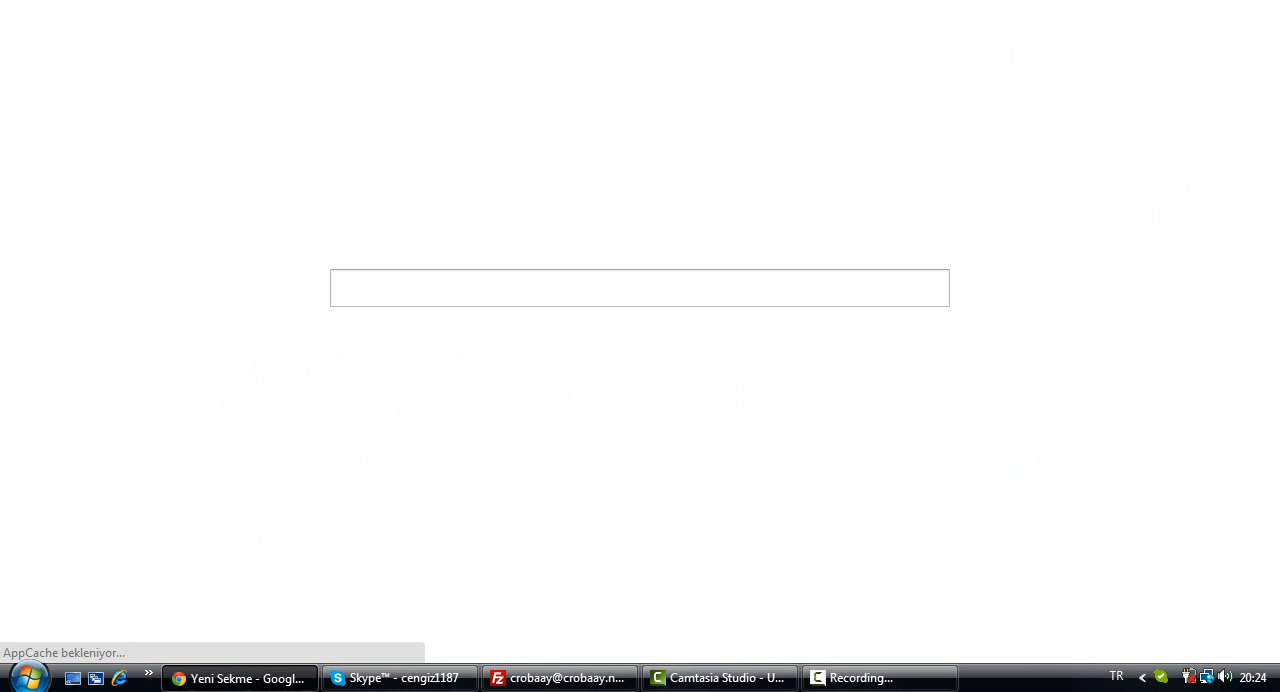 AppCache bekleniyor...
Yeni Sekme - Googl...
Skype™ - cengiz1187
crobaay@crobaay.n...
Camtasia Studio - U...
Recording...
TR
20:24